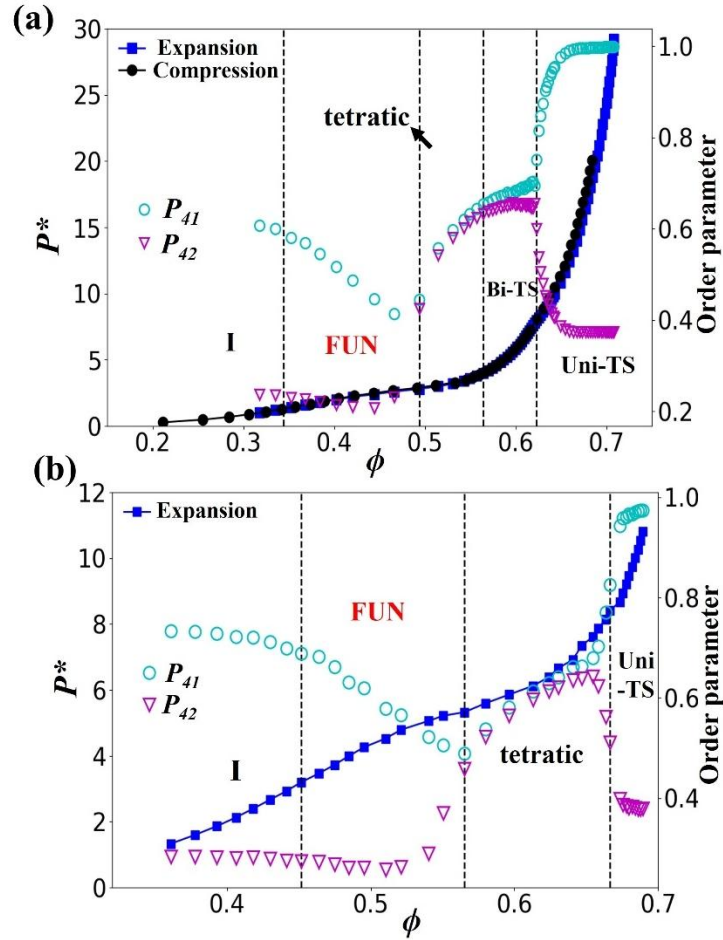 (a)
30
25
20
15
10
5
0
P*
Expansion
Compression
tetratic
P41
P42
I
FUN
Bi-TS
Uni-TS
1.0
0.8
0.6
0.4
0.2
Order parameter
0.2 0.3 0.4 0.5 0.6 0.7
ϕ
(b)
12
10
8
6
4
2
0
P*
Expansion
FUN
P41
P42
I
tetratic
Uni
-TS
1.0
0.8
0.6
0.4
Order parameter
0.4 0.5 0.6 0.7
ϕ